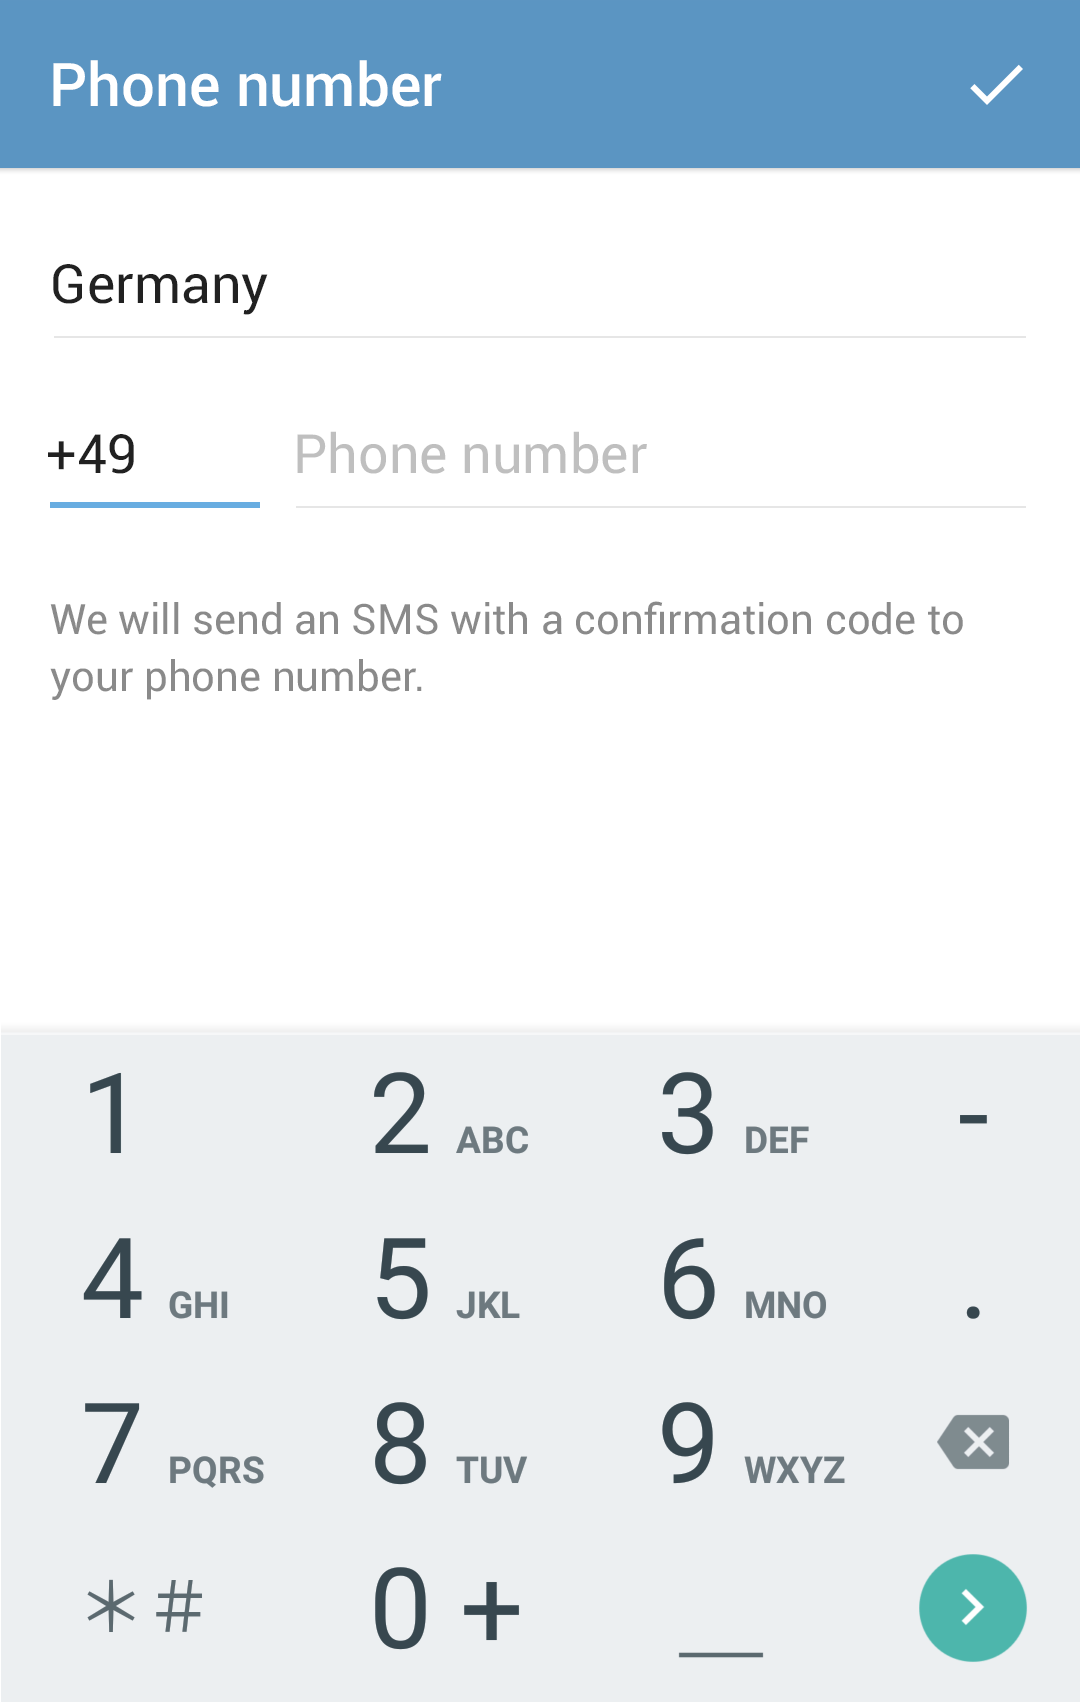 Phone number
Germany
+49 Phone number
We will send an SMS with a confirmation code to
your phone number.
1 2 ABC 3 DEF -
4 GHI 5 JKL 6 MNO .
7 PQRS 8 TUV 9 WXYZ
* # 0 + _